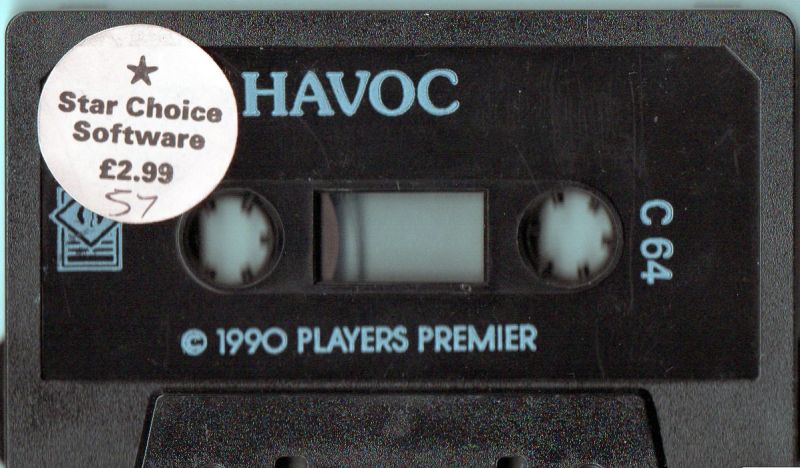 ★
Star Choice
Software
£2.99
57
HAVOC
C 64
© 1990 PLAYERS PREMIER